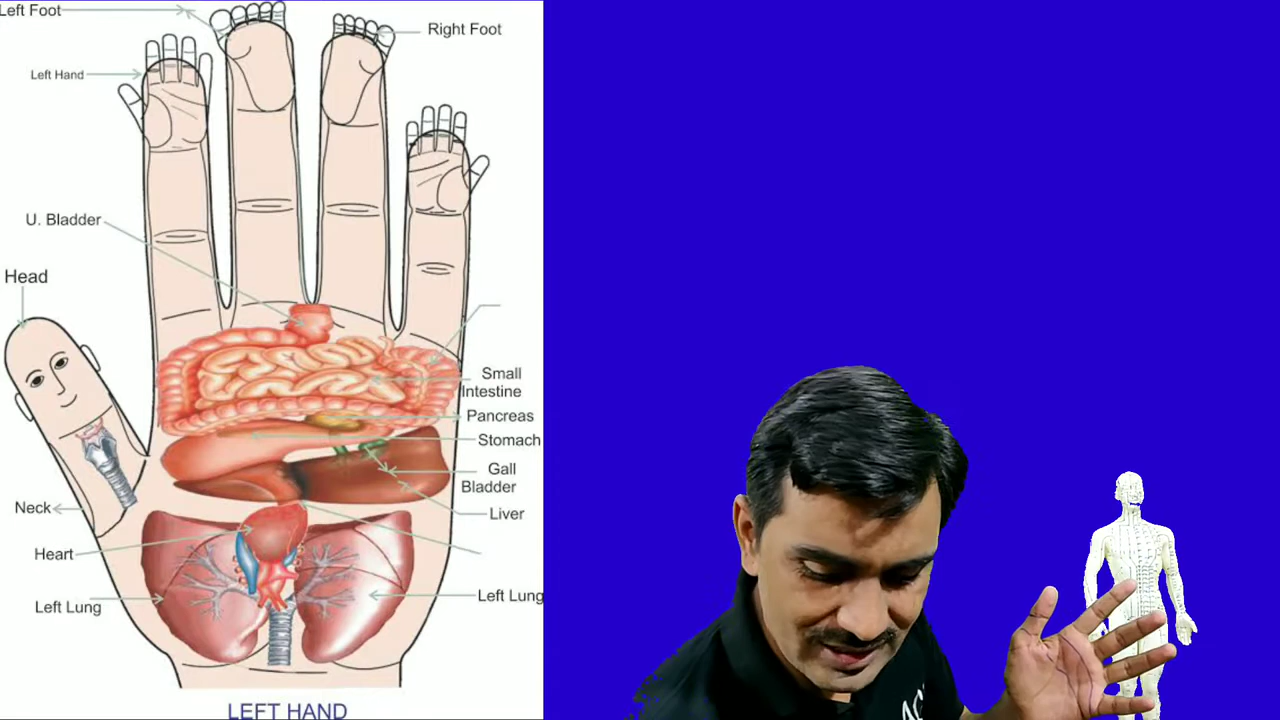 Left Foot
Right Foot
Left Hand
U. Bladder
Head
Small
Intestine
Pancreas
Stomach
Gall
Bladder
Neck
Liver
Heart
Left Lung
Left Lung
LEFT HAND